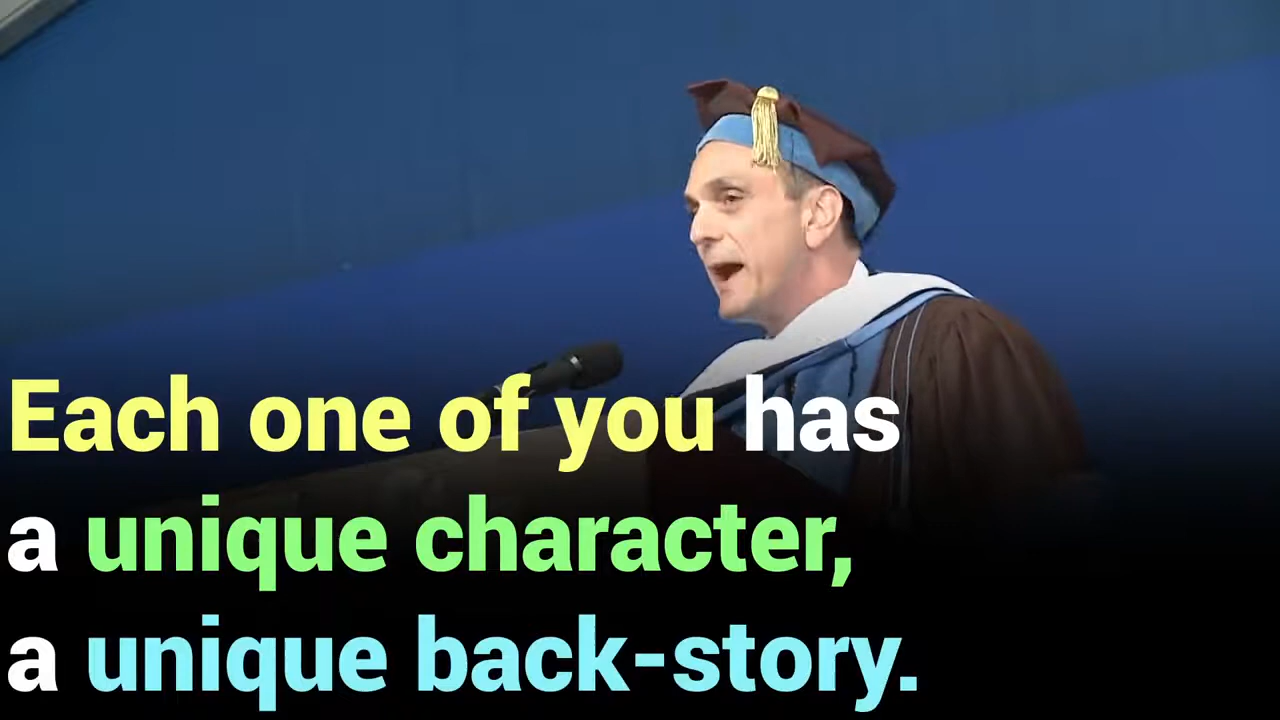 Each one of you has
a unique character,
a unique back-story.